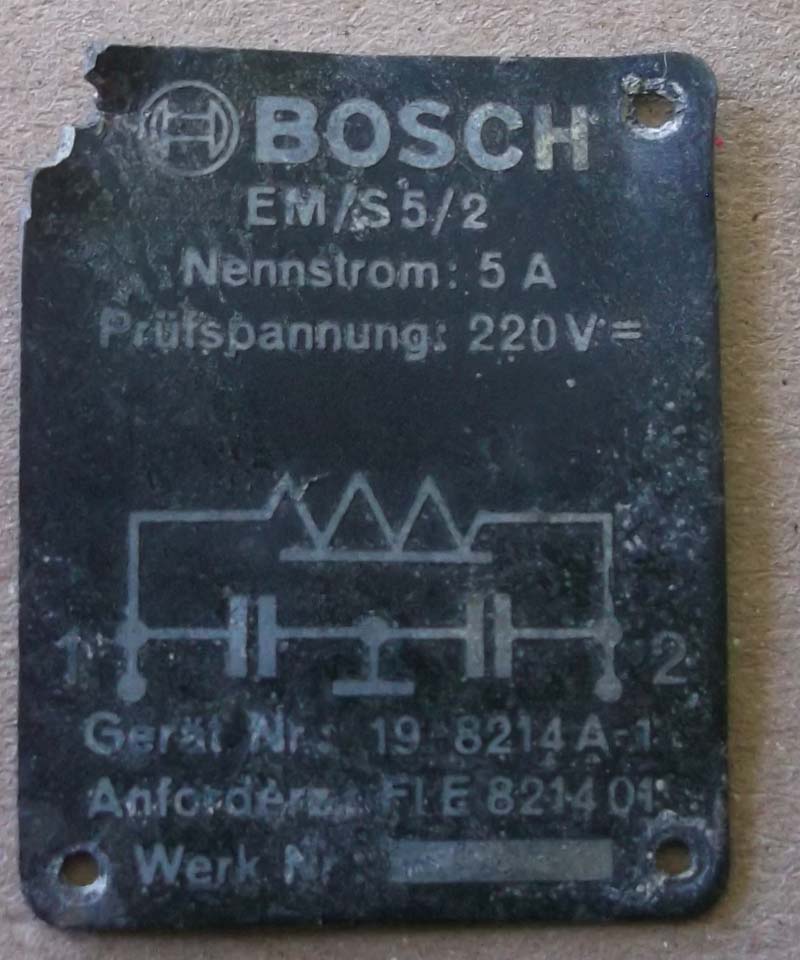 BOSCH
EM/S 5/2
Nennstrom: 5 A
Prüfspannung: 220 V =
1 2
Gerät Nr.: 19-8214 A-1
Anforderz.: Fl E 8214 01
Werk Nr